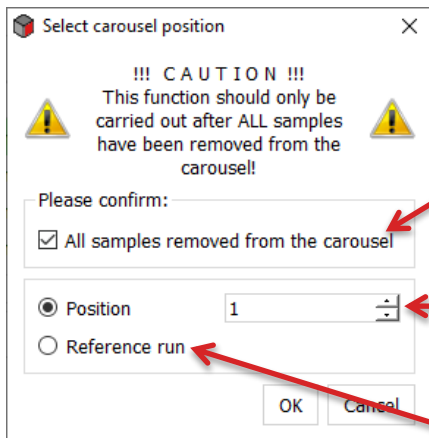 Select carousel position
!!! C A U T I O N !!!
This function should only be
carried out after ALL samples
have been removed from the
carousel!
Please confirm:
All samples removed from the carousel
Position 1
Reference run
OK Cancel